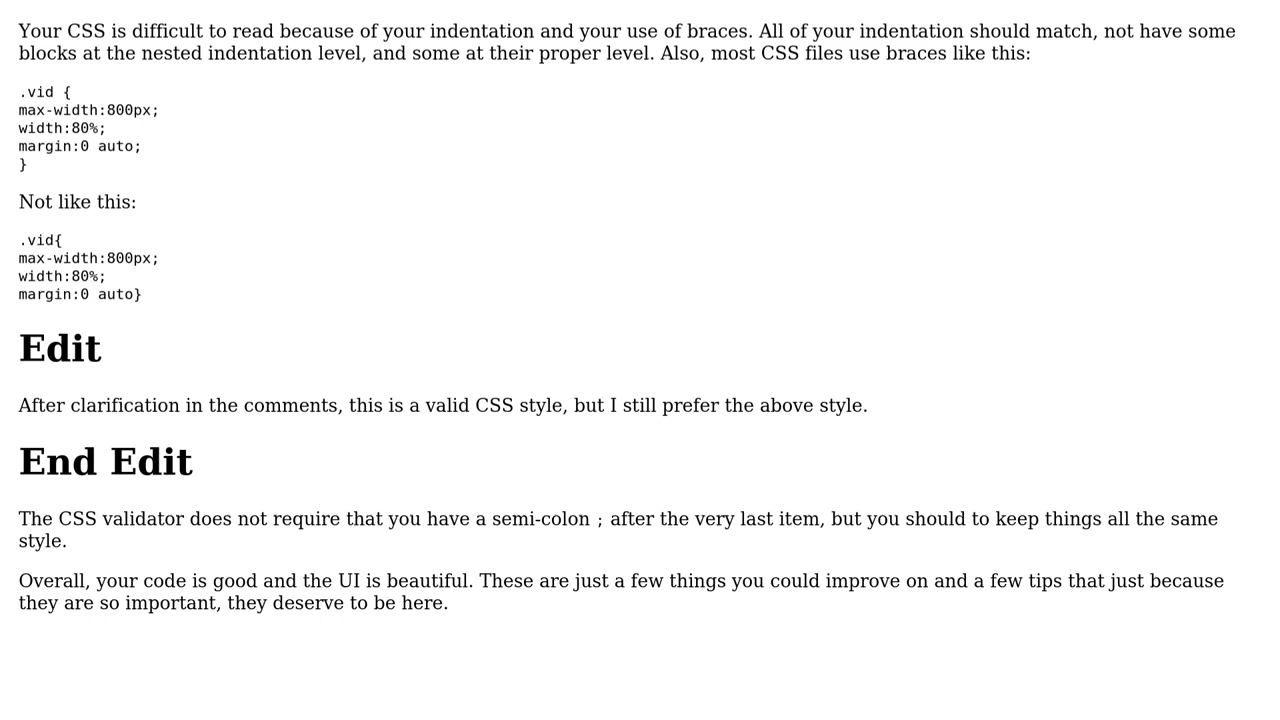 Your CSS is difficult to read because of your indentation and your use of braces. All of your indentation should match, not have some
blocks at the nested indentation level, and some at their proper level. Also, most CSS files use braces like this:
.vid {
max-width:800px;
width:80%;
margin:0 auto;
}
Not like this:
.vid{
max-width:800px;
width:80%;
margin:0 auto}
Edit
After clarification in the comments, this is a valid CSS style, but I still prefer the above style.
End Edit
The CSS validator does not require that you have a semi-colon ; after the very last item, but you should to keep things all the same
style.
Overall, your code is good and the UI is beautiful. These are just a few things you could improve on and a few tips that just because
they are so important, they deserve to be here.